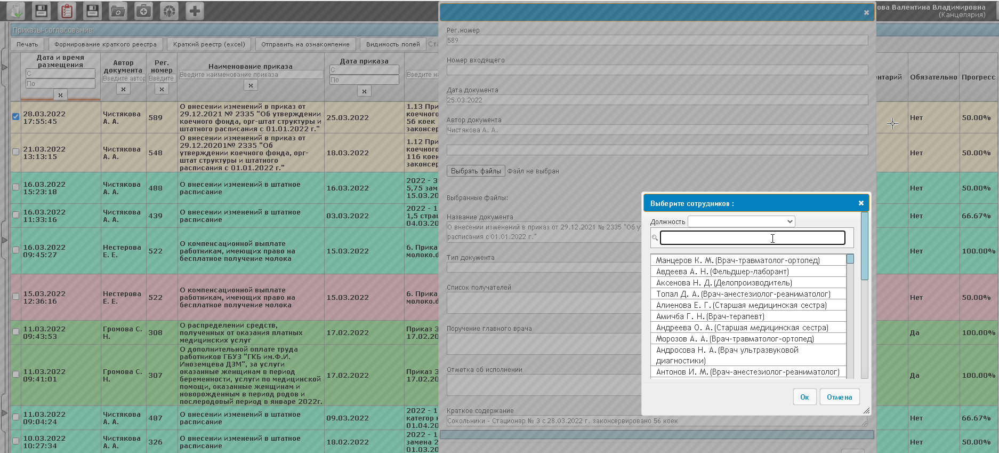 ова Валентина Владимировна
(Канцелярия)
Приказы-согласование:
Печать
Формирование краткого реестра
Краткий реестр (excel)
Отправить на ознакомление
Видимость полей
Ста
Дата и время размещения
С
По
x
Автор документа
Введите автор
x
Рег. номер
Введите
x
Наименование приказа
Введите наименование приказа
x
Дата приказа
С
По
x
Введите на
нтарий
Обязательно
Прогресс
28.03.2022
17:55:45
Чистякова
А. А.
589
О внесении изменений в приказ от
29.12.2021 № 2335 "Об утверждении
коечного фонда, орг-штат структуры и
штатного расписания с 01.01.2022 г."
25.03.2022
1.13 При
коечного
56 коек
законсер
Нет
50.00%
21.03.2022
13:13:15
Чистякова
А. А.
548
О внесении изменений в приказ от
29.12.20201№ 2335 "Об
утверждении коечного фонда, орг-
штат структуры и штатного
расписания с 01.01.2022 г."
18.03.2022
1.12 При
коечного
116 коек
законсер
Нет
50.00%
16.03.2022
15:23:18
Чистякова
А. А.
488
О внесении изменений в штатное
расписание
16.03.2022
2022 - 3
5,75 зам
15.03.20
Нет
50.00%
16.03.2022
11:33:16
Чистякова
А. А.
439
О внесении изменений в штатное
расписание
03.03.2022
2022 - 1
1,5 страц
04.03.20
Нет
66.67%
16.03.2022
09:45:27
Нестерова
Е. Е.
522
О компенсационной выплате
работникам, имеющих право на
бесплатное получение молока
15.03.2022
6. Прика
молоко.d
Нет
100.00%
15.03.2022
12:36:16
Нестерова
Е. Е.
522
О компенсационной выплате
работникам, имеющих право на
бесплатное получение молока
15.03.2022
6. Прика
молоко.d
Нет
50.00%
11.03.2022
09:43:53
Громова С.
Н.
308
О распределении средств,
полученных от оказания платных
медицинских услуг
17.02.2022
Приказ 3
17.02.20
Да
100.00%
11.03.2022
09:41:01
Громова С.
Н.
307
О дополнительной оплате труда
работников ГБУЗ "ГКБ им.Ф.И.
Иноземцева ДЗМ", за услуги
оказанные женщинам в период
беременности, услуги по медицинской
помощи, оказанные женщинам и
новорожденным в период родов и
послеродовый период в январе 2022г.
17.02.2022
Приказ 3
17.02.20
Да
100.00%
11.03.2022
09:04:24
Чистякова
А. А.
487
О внесении изменений в штатное
расписание
09.03.2022
2022 - 1
категор н
01.04.20
Нет
66.67%
10.03.2022
10:27:34
Чистякова
А. А.
326
О внесении изменений в штатное
расписание
18.02.2022
2022 - 1
замена 2
01.03.20
Нет
50.00%
Рег.номер
589
Номер входящего
Дата документа
25.03.2022
Автор документа
Чистякова А. А.
Выбрать файлы Файл не выбран
Выбранные файлы:
Название документа
О внесении изменений в приказ от 29.12.2021 № 2335 "Об у
расписания с 01.01.2022 г."
Тип документа
Список получателей
Поручение главного врача
Отметка об исполнении
Краткое содержание
Сокольники - Стационар № 3 с 28.03.2022 г. законсервировано 56 коек
Выберите сотрудников :
Должность
Манцеров К. М.(Врач-травматолог-ортопед)
Авдеева А. Н.(Фельдшер-лаборант)
Аксенова Н. Д.(Делопроизводитель)
Топал Д. А.(Врач-анестезиолог-реаниматолог)
Алиенова Е. Г.(Старшая медицинская сестра)
Амичба Г. Н.(Врач-терапевт)
Андреева О. А.(Старшая медицинская сестра)
Морозов А. А.(Врач-травматолог-ортопед)
Андросова Н. А.(Врач ультразвуковой
диагностики)
Антонов И. М.(Врач-анестезиолог-реаниматолог)
Ок
Отмена